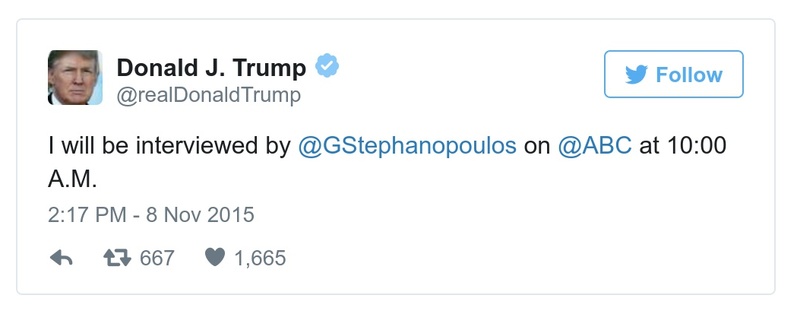 Donald J. Trump
@realDonaldTrump
Follow
I will be interviewed by @GStephanopoulos on @ABC at 10:00
A.M.
2:17 PM - 8 Nov 2015
667 1,665